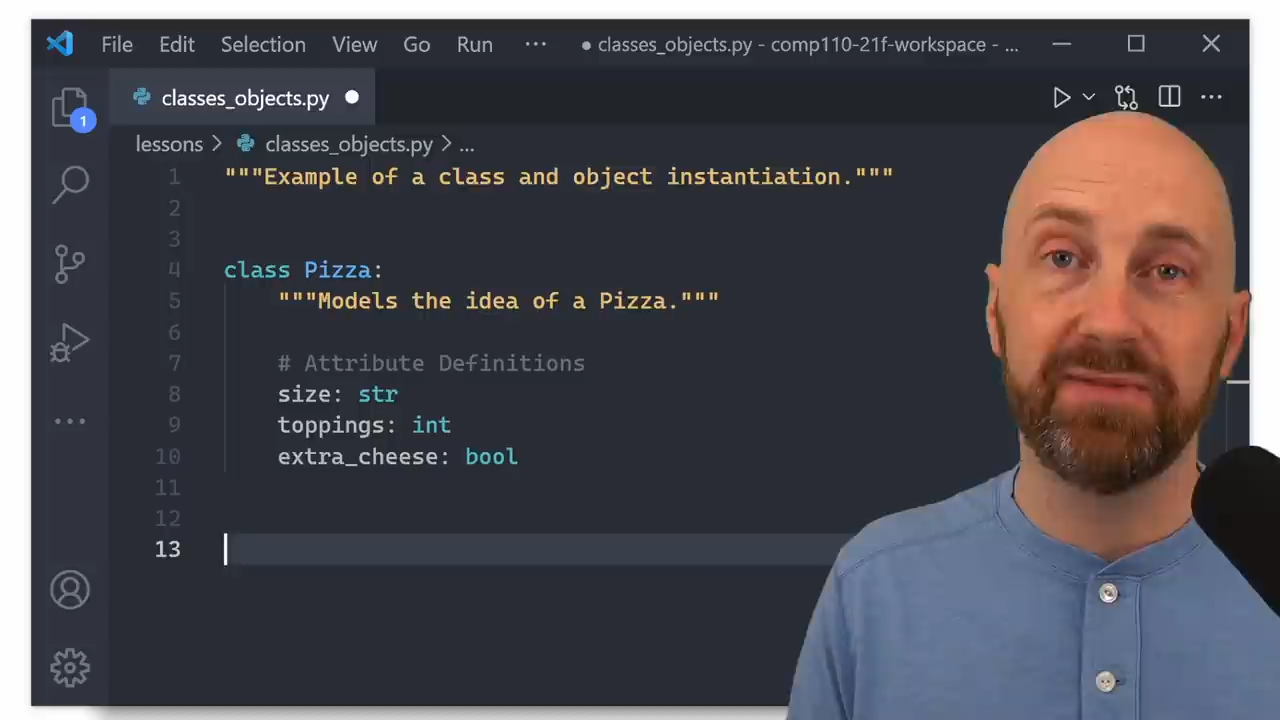 File Edit Selection View Go Run ··· ● classes_objects.py - comp110-21f-workspace - ...
classes_objects.py ●
1
lessons > classes_objects.py > ...
1 """Example of a class and object instantiation."""
2
3
4 class Pizza:
5 """Models the idea of a Pizza."""
6
7 # Attribute Definitions
8 size: str
9 toppings: int
10 extra_cheese: bool
11
12
13